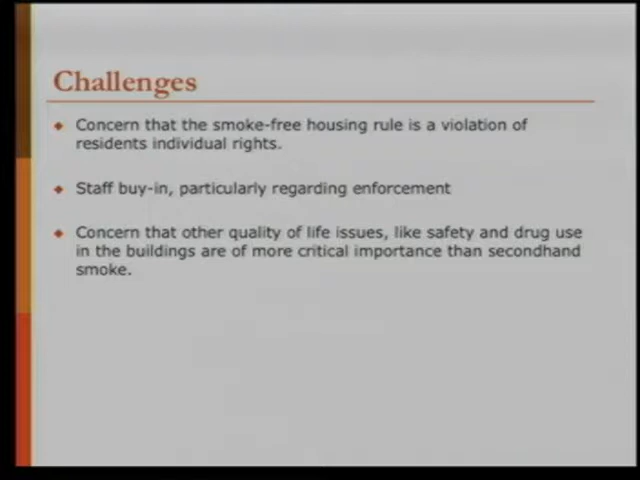 Challenges
Concern that the smoke-free housing rule is a violation of
residents individual rights.
Staff buy-in, particularly regarding enforcement
Concern that other quality of life issues, like safety and drug use
in the buildings are of more critical importance than secondhand
smoke.